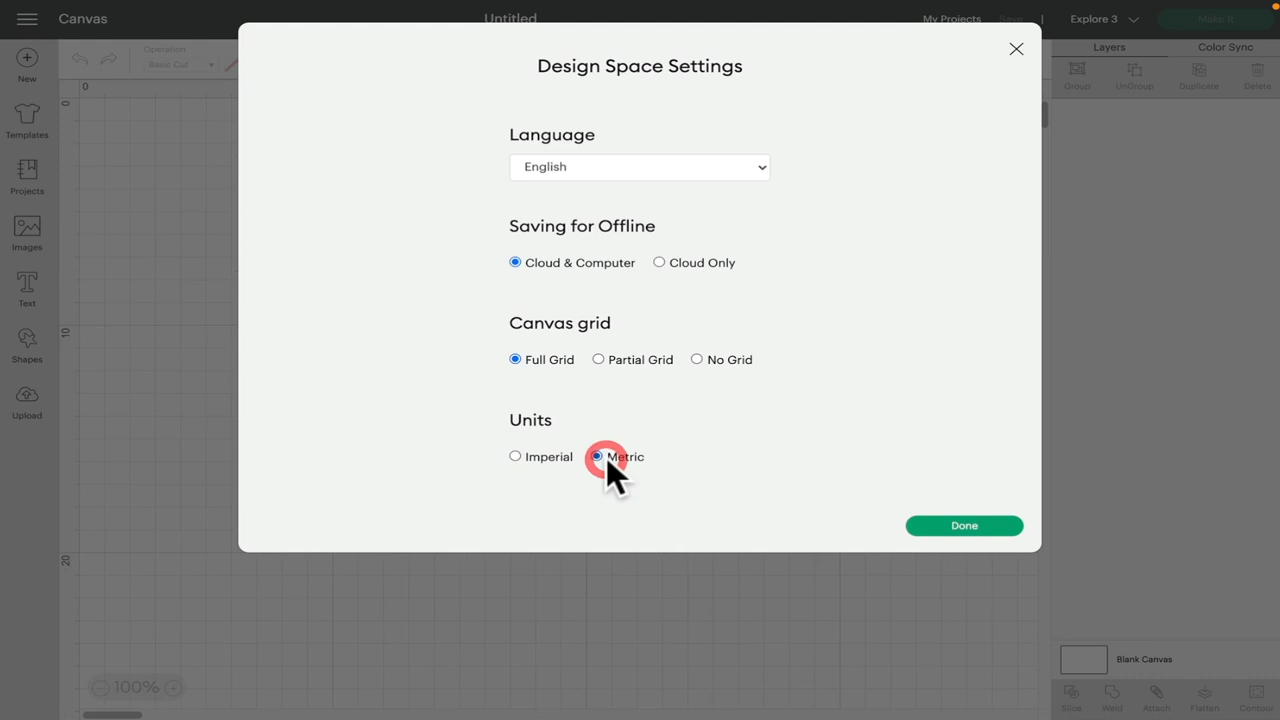 Canvas
Untitled
My Projects
Save
Explore 3
Make It
New
Templates
Projects
Images
Text
Shapes
Upload
Operation
Basic Cut
0
0
10
20
100%
Design Space Settings
Language
English
Saving for Offline
Cloud & Computer Cloud Only
Canvas grid
Full Grid Partial Grid No Grid
Units
Imperial Metric
Done
Layers Color Sync
Group UnGroup Duplicate Delete
Blank Canvas
Slice Weld Attach Flatten Contour